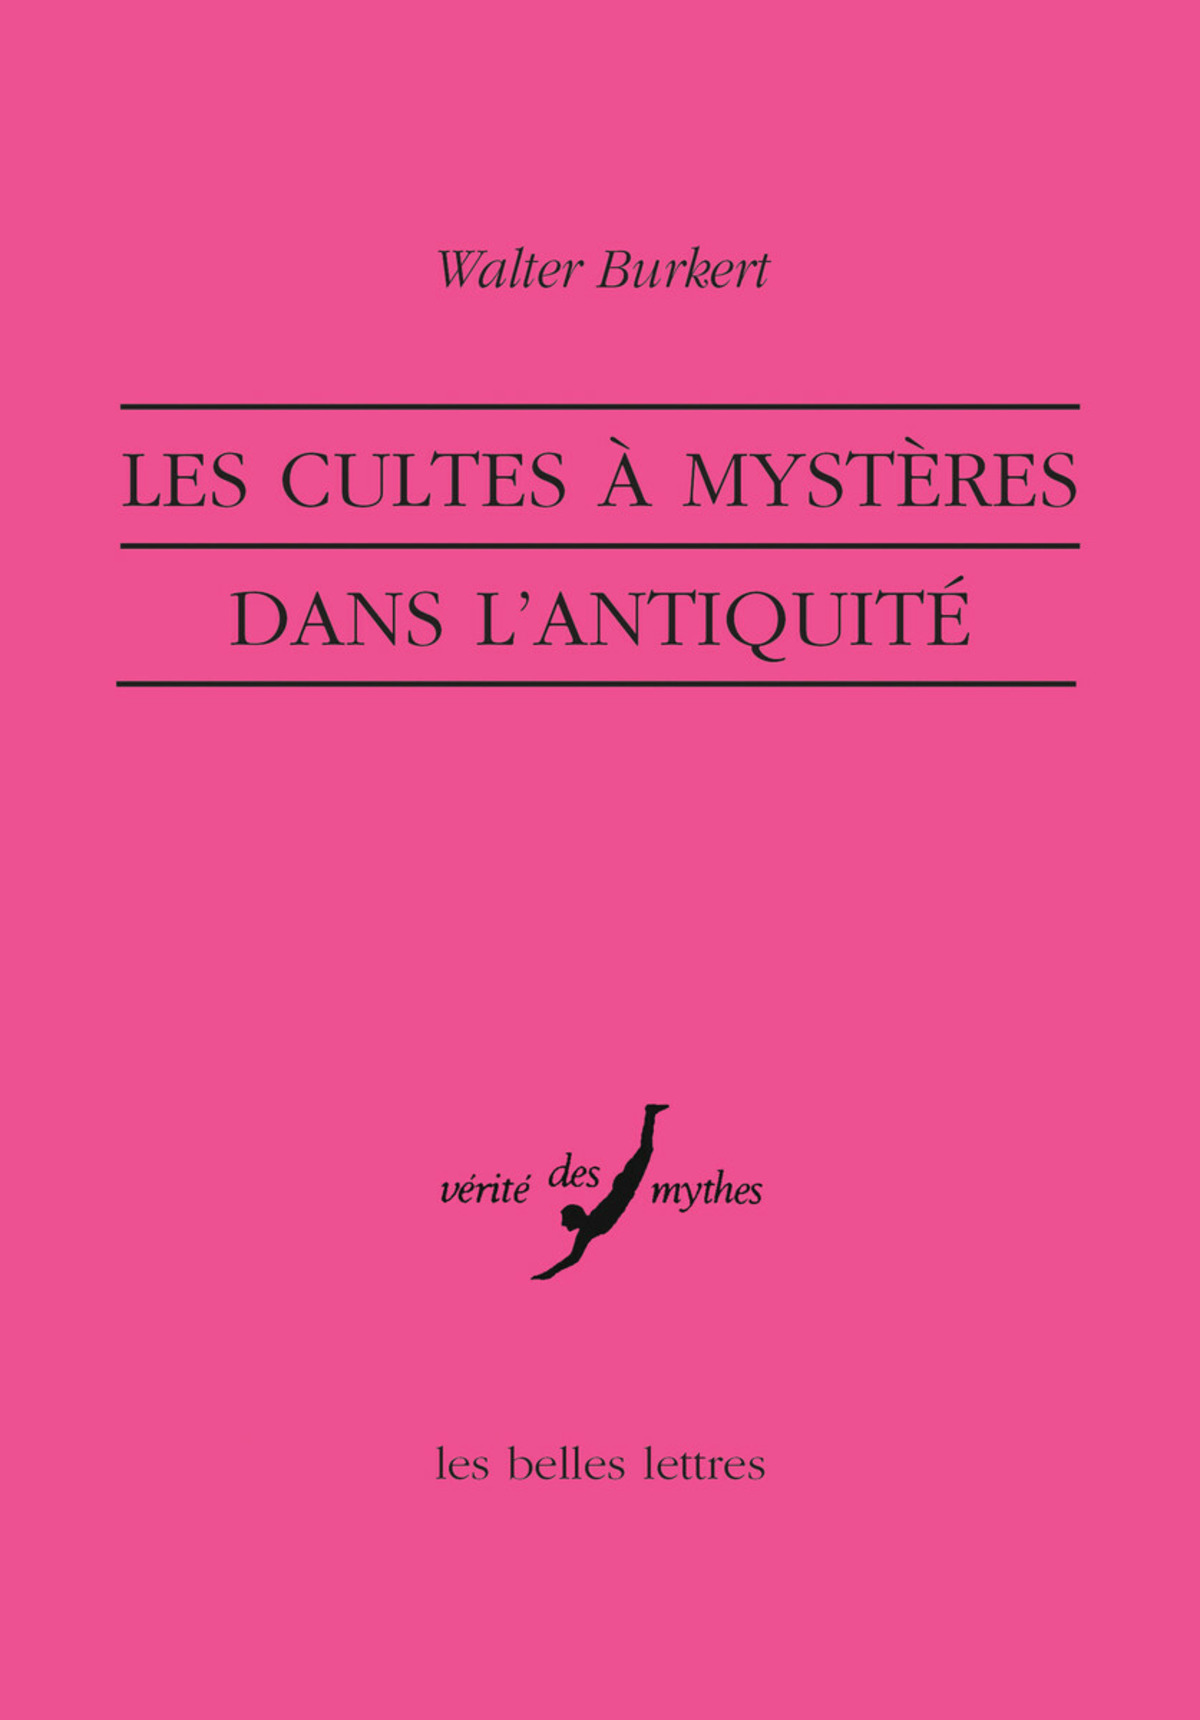 Walter Burkert
LES CULTES À MYSTÈRES
DANS L’ANTIQUITÉ
vérité des mythes
les belles lettres